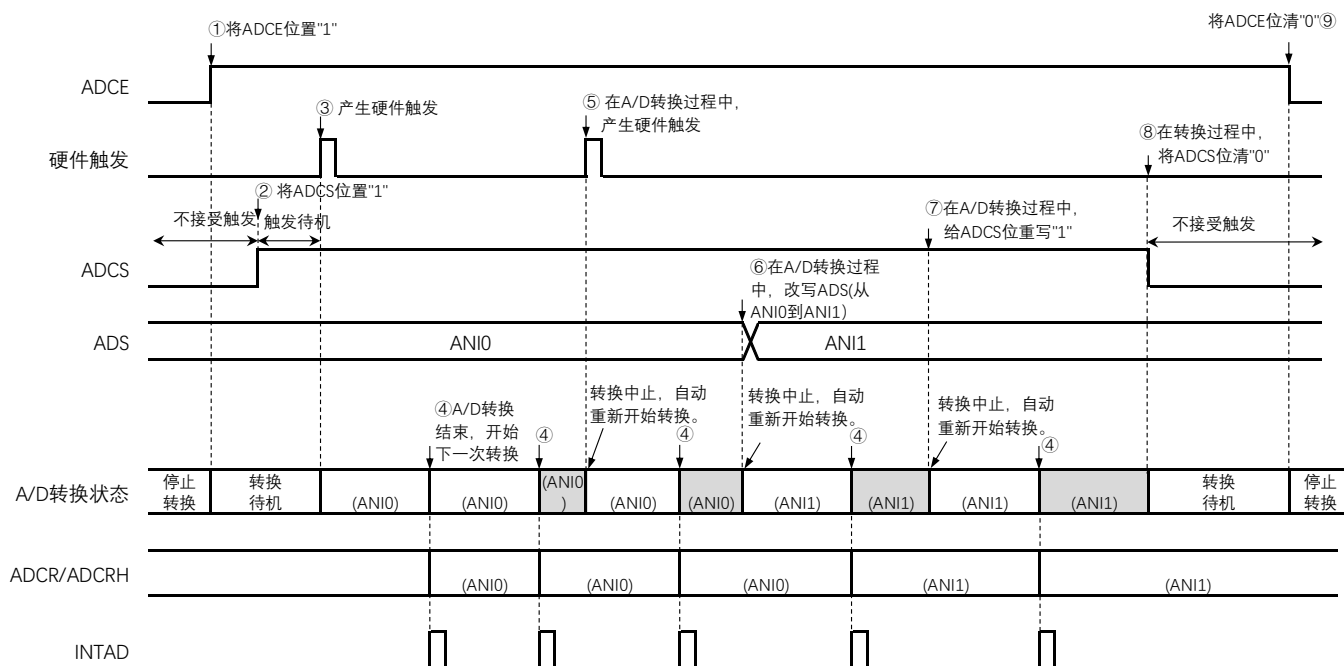 ①将ADCE位置"1"
将ADCE位清"0"⑨
ADCE
③ 产生硬件触发
⑤ 在A/D转换过程中，
产生硬件触发
⑧在转换过程中，
将ADCS位清"0"
硬件触发
② 将ADCS位置"1"
不接受触发
触发待机
⑦在A/D转换过程中，
给ADCS位重写"1"
不接受触发
ADCS
⑥在A/D转换过程
中，改写ADS(从
ANI0到ANI1)
ADS
ANI0
ANI1
④A/D转换
结束，开始
下一次转换
④
转换中止，自动
重新开始转换。
④
转换中止，自动
重新开始转换。
④
转换中止，自动
重新开始转换。
④
A/D转换状态
停止
转换
转换
待机
(ANI0)
(ANI0)
(ANI0
)
(ANI0)
(ANI0)
(ANI1)
(ANI1)
(ANI1)
(ANI1)
转换
待机
停止
转换
ADCR/ADCRH
(ANI0)
(ANI0)
(ANI0)
(ANI1)
(ANI1)
INTAD